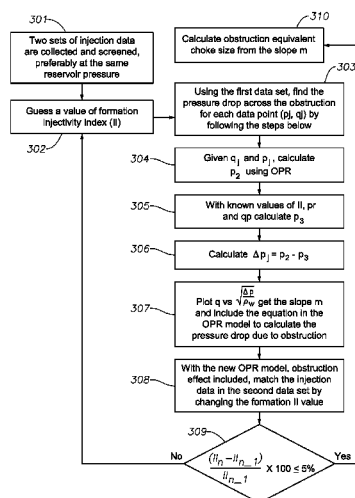 301
Two sets of injection data
are collected and screened,
preferably at the same
reservoir pressure
Guess a value of formation
Injectivity Index (II)
302
310
Calculate obstruction equivalent
choke size from the slope m
303
Using the first data set, find the
pressure drop across the obstruction
for each data point (pj, qj) by
following the steps below
304
Given qj and pj, calculate
p2 using OPR
305
With known values of II, pr
and qp calculate p3
306
Calculate Δpj = p2 - p3
307
Plot q vs √(Δp/ρw) get the slope m
and include the equation in
the OPR model to calculate the
pressure drop due to obstruction
308
With the new OPR model, obstruction
effect included, match the injection
data in the second data set by
changing the formation II value
309
No
(IIn – IIn_1)/IIn_1 X 100 ≤ 5%
Yes